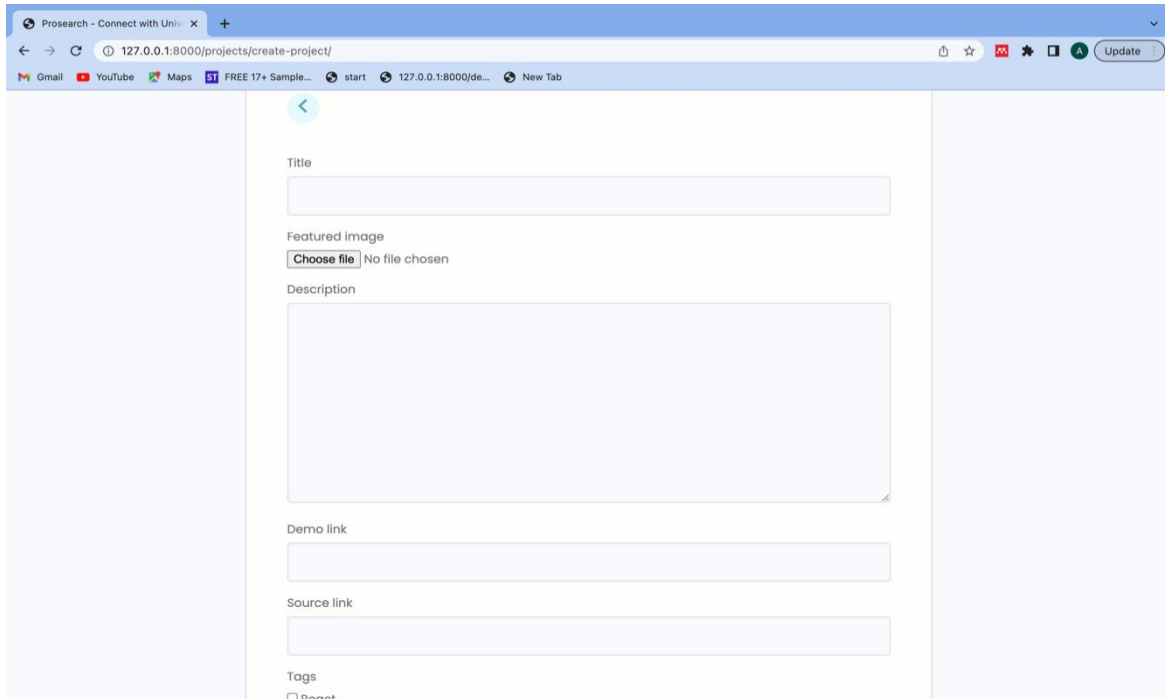 Prosearch - Connect with Univ
127.0.0.1:8000/projects/create-project/
A Update
Gmail YouTube Maps ST FREE 17+ Sample... start 127.0.0.1:8000/de... New Tab
Title
Featured image
Choose file No file chosen
Description
Demo link
Source link
Tags
React